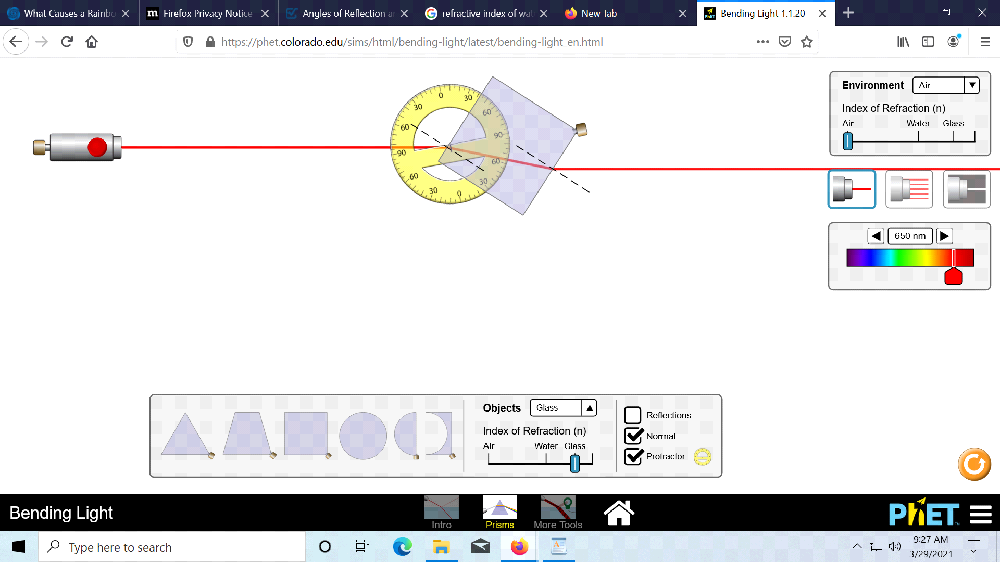 What Causes a Rainbo
Firefox Privacy Notice
Angles of Reflection a
refractive index of wat
New Tab
Bending Light 1.1.20
https://phet.colorado.edu/sims/html/bending-light/latest/bending-light_en.html
Environment Air
Index of Refraction (n)
Air Water Glass
0
30
30
60
60
90
90
60
60
30
30
0
650 nm
Objects Glass
Index of Refraction (n)
Air Water Glass
Reflections
Normal
Protractor
Bending Light
Intro
Prisms
More Tools
PhET
Type here to search
9:27 AM
3/29/2021